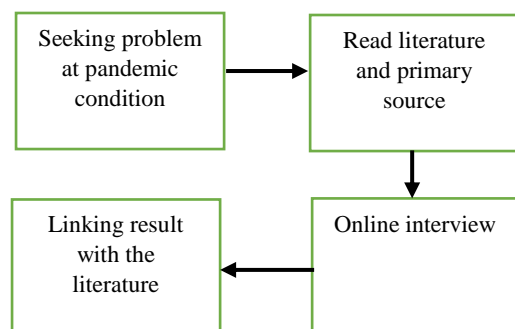 Seeking problem
at pandemic
condition
Read literature
and primary
source
Online interview
Linking result
with the
literature